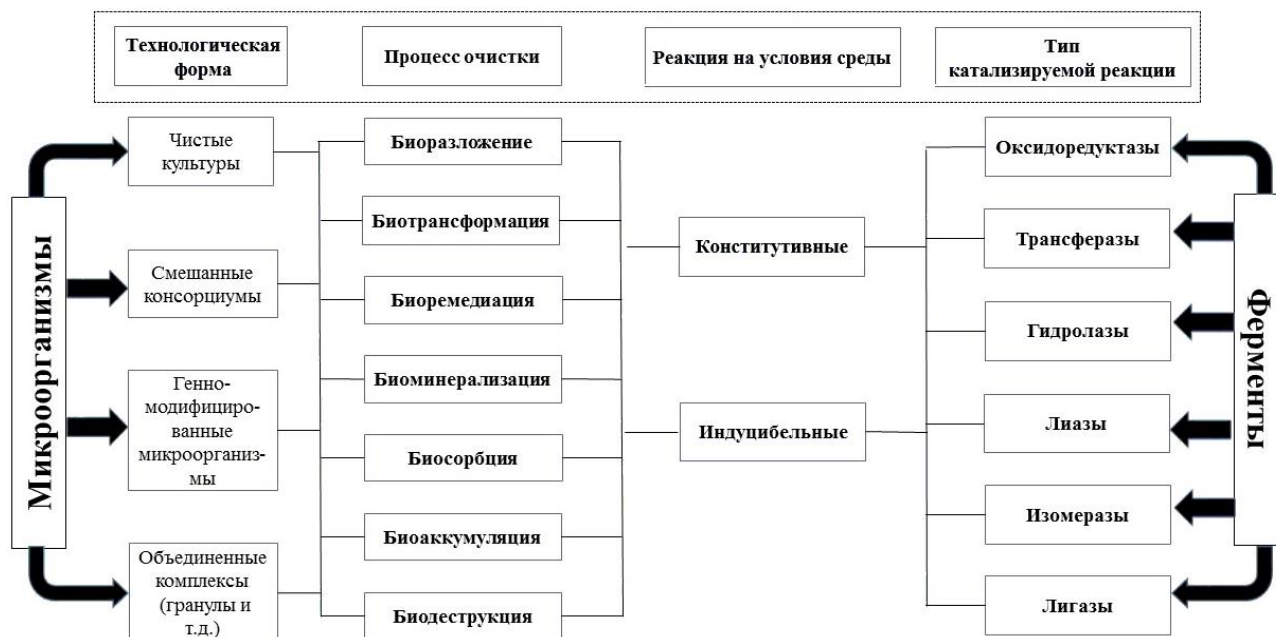 Технологическая
форма
Процесс очистки
Реакция на условия среды
Тип
катализируемой реакции
Микроорганизмы
Чистые
культуры
Смешанные
консорциумы
Генно-
модифициро-
ванные
микроорганиз-
мы
Объединенные
комплексы
(гранулы и
т.д.)
Биоразложение
Биотрансформация
Биоремедиация
Биоминерализация
Биосорбция
Биоаккумуляция
Биодеструкция
Конститутивные
Индуцибельные
Оксидоредуктазы
Трансферазы
Гидролазы
Лиазы
Изомеразы
Лигазы
Ферменты